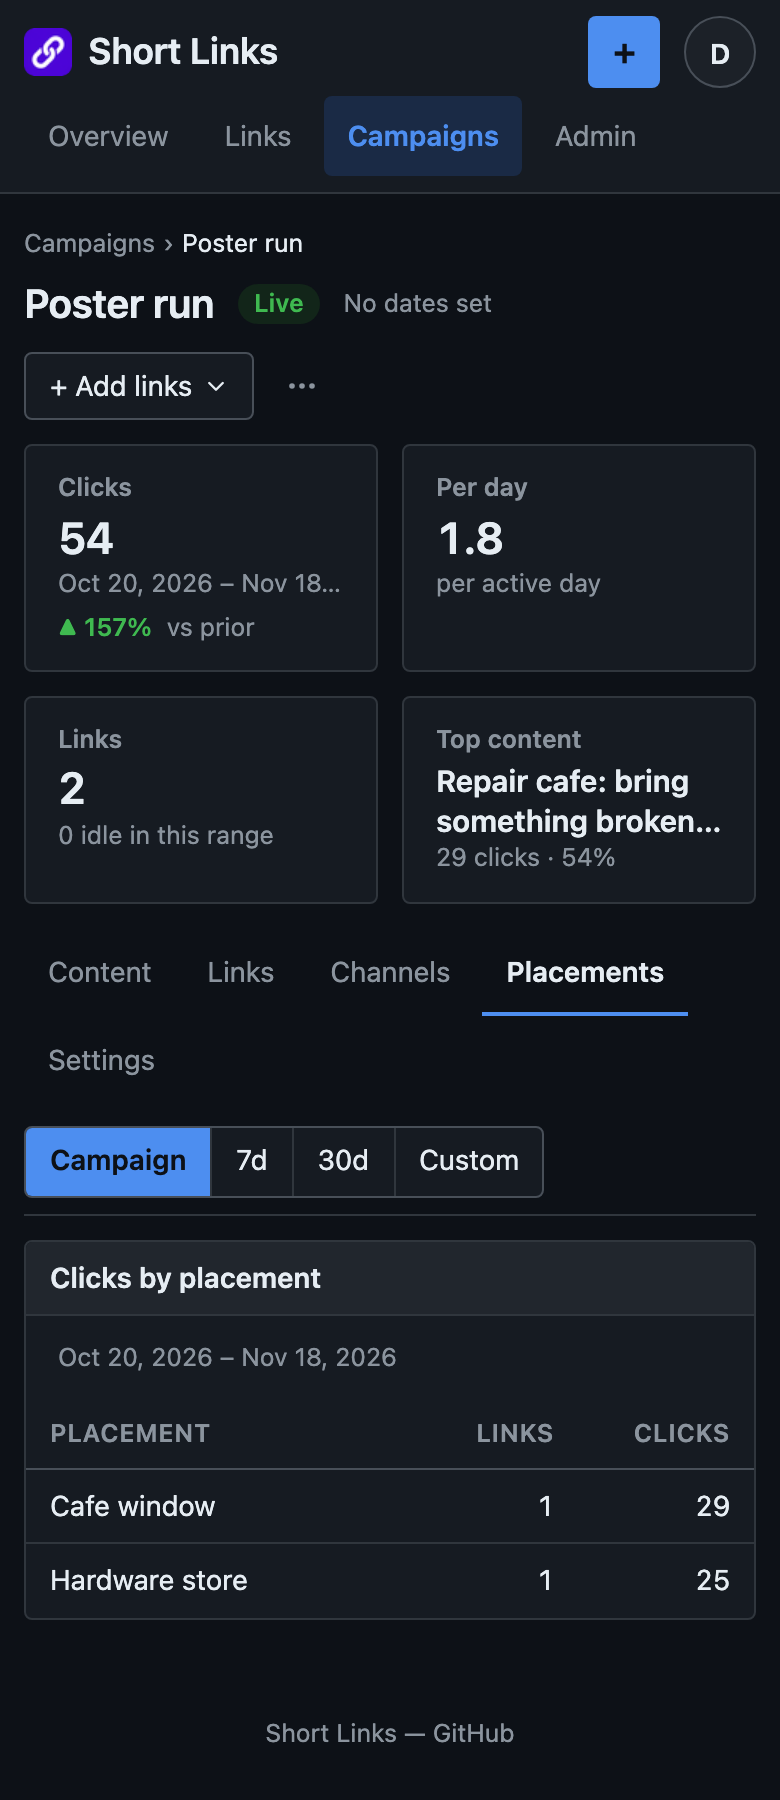 Short Links
+
D
Overview
Links
Campaigns
Admin
Campaigns › Poster run
Poster run
Live
No dates set
+ Add links
Clicks
54
Oct 20, 2026 – Nov 18...
▲ 157% vs prior
Per day
1.8
per active day
Links
2
0 idle in this range
Top content
Repair cafe: bring
something broken...
29 clicks · 54%
Content
Links
Channels
Placements
Settings
Campaign
7d
30d
Custom
Clicks by placement
Oct 20, 2026 – Nov 18, 2026
PLACEMENT LINKS CLICKS
Cafe window 1 29
Hardware store 1 25
Short Links — GitHub